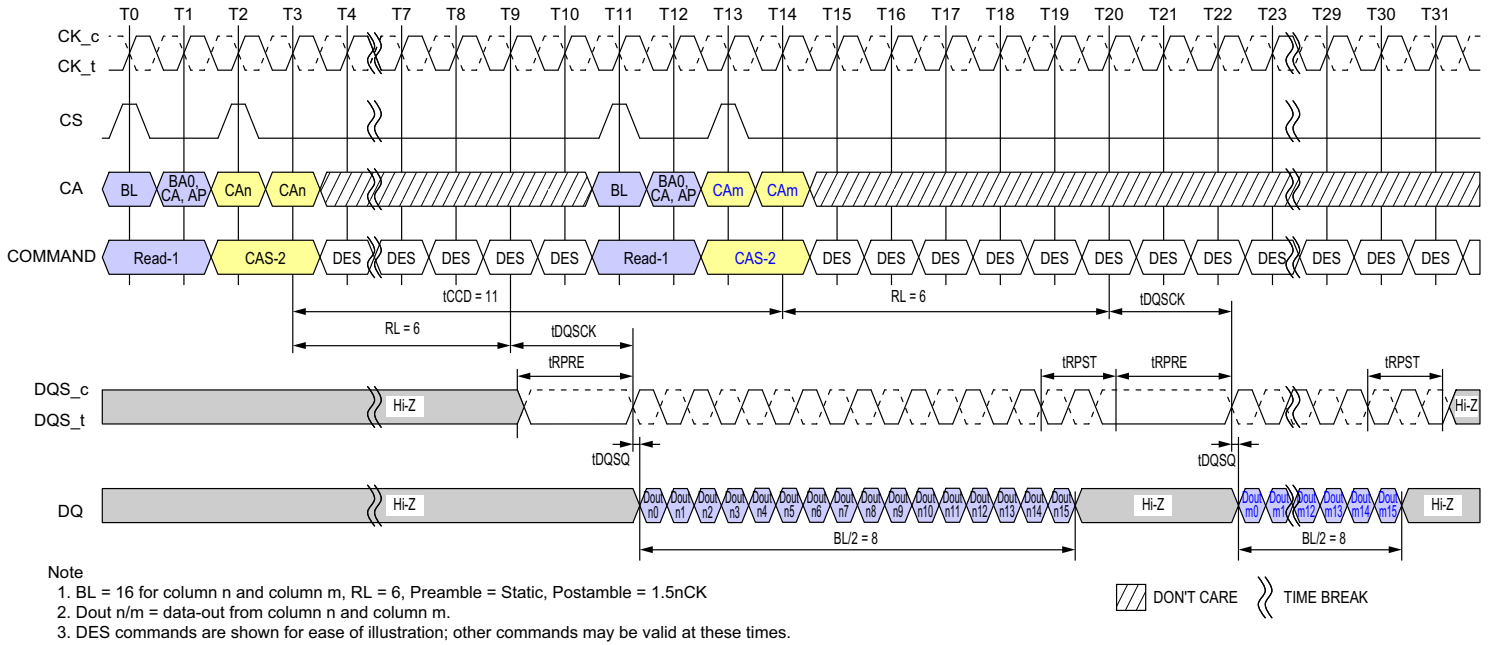 T0 T1 T2 T3 T4 T7 T8 T9 T10 T11 T12 T13 T14 T15 T16 T17 T18 T19 T20 T21 T22 T23 T29 T30 T31
CK_c
CK_t
CS
CA BL BA0, CA, AP CAn CAn BL BA0, CA, AP CAm CAm
COMMAND Read-1 CAS-2 DES DES DES DES DES Read-1 CAS-2 DES DES DES DES DES DES DES DES DES DES DES DES
tCCD = 11 RL = 6 tDQSCK
RL = 6 tDQSCK
tRPRE tRPST tRPRE tRPST
DQS_c
DQS_t
Hi-Z Hi-Z
tDQSQ tDQSQ
DQ Hi-Z Dout n0 Dout n1 Dout n2 Dout n3 Dout n4 Dout n5 Dout n6 Dout n7 Dout n8 Dout n9 Dout n10 Dout n11 Dout n12 Dout n13 Dout n14 Dout n15 Hi-Z Dout m0 Dout m1 Dout m12 Dout m13 Dout m14 Dout m15 Hi-Z
BL/2 = 8 BL/2 = 8
Note
1. BL = 16 for column n and column m, RL = 6, Preamble = Static, Postamble = 1.5nCK
2. Dout n/m = data-out from column n and column m.
3. DES commands are shown for ease of illustration; other commands may be valid at these times.
DON'T CARE TIME BREAK